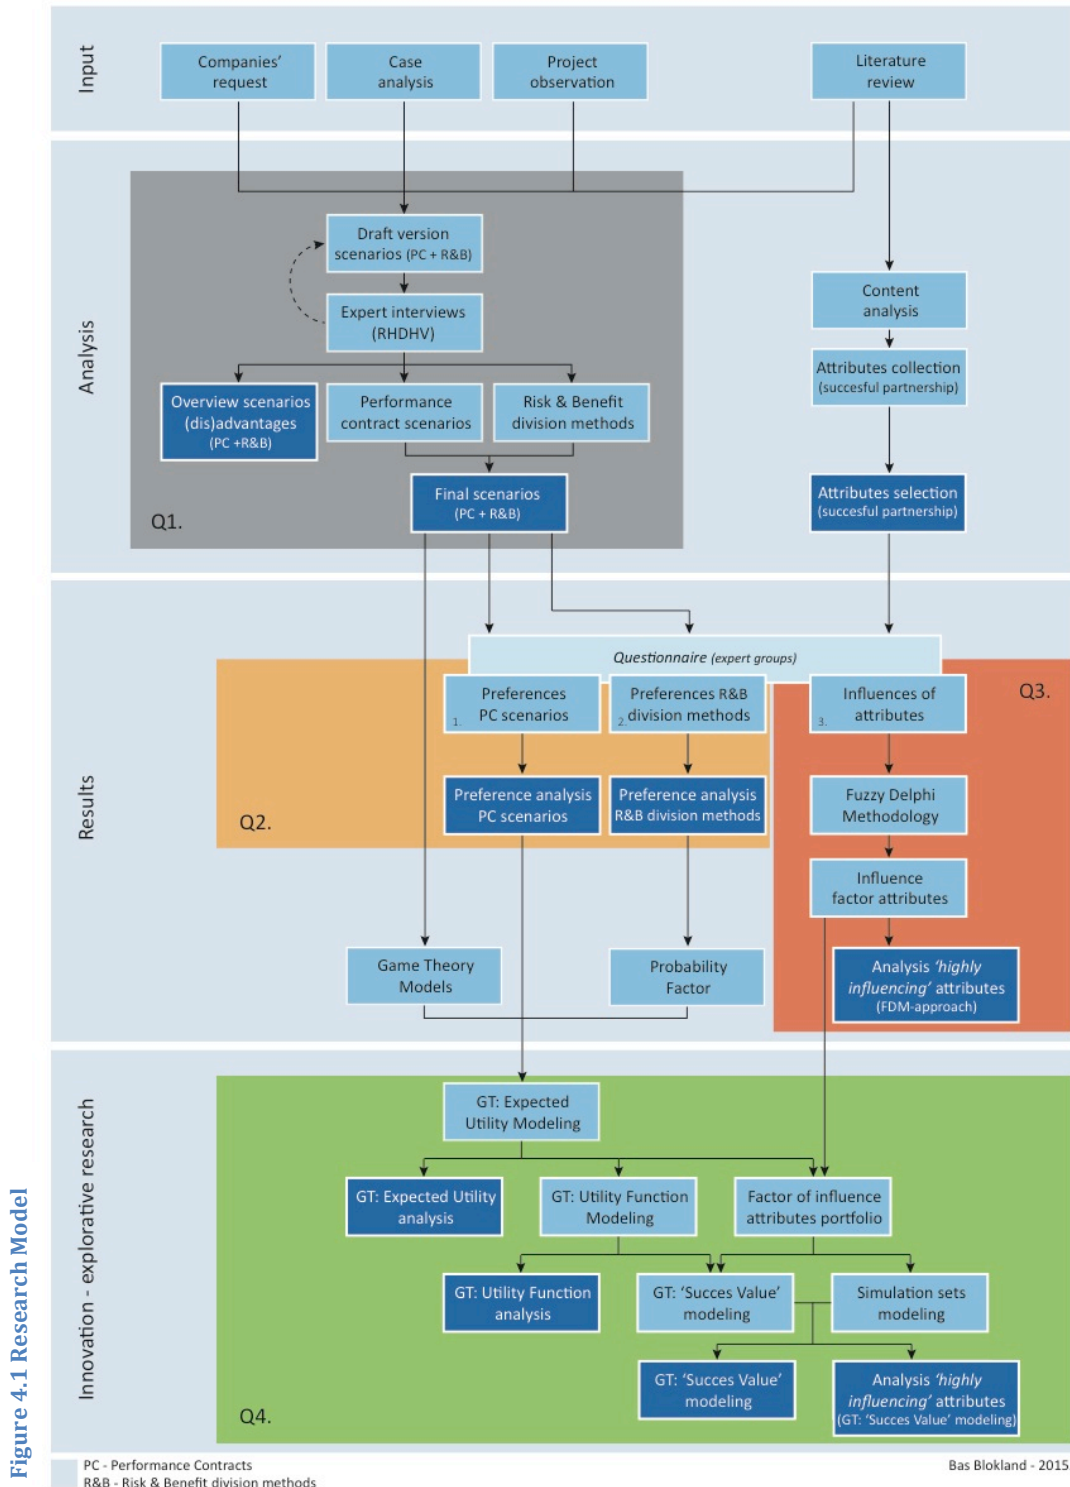 Input
Companies'
request
Case
analysis
Project
observation
Literature
review
Analysis
Draft version
scenarios (PC + R&B)
Expert interviews
(RHDHV)
Overview scenarios
(dis)advantages
(PC +R&B)
Performance
contract scenarios
Risk & Benefit
division methods
Final scenarios
(PC + R&B)
Q1.
Content
analysis
Attributes collection
(succesful partnership)
Attributes selection
(succesful partnership)
Results
Questionnaire (expert groups)
Preferences
PC scenarios
1.
Preferences R&B
division methods
2.
Influences of
attributes
3.
Q3.
Preference analysis
PC scenarios
Preference analysis
R&B division methods
Q2.
Fuzzy Delphi
Methodology
Influence
factor attributes
Game Theory
Models
Probability
Factor
Analysis 'highly
influencing' attributes
(FDM-approach)
Innovation - explorative research
GT: Expected
Utility Modeling
GT: Expected Utility
analysis
GT: Utility Function
Modeling
Factor of influence
attributes portfolio
GT: Utility Function
analysis
GT: 'Succes Value'
modeling
Simulation sets
modeling
GT: 'Succes Value'
modeling
Analysis 'highly
influencing' attributes
(GT: 'Succes Value' modeling)
Q4.
Figure 4.1 Research Model
PC - Performance Contracts
R&B - Risk & Benefit division methods
Bas Blokland - 2015